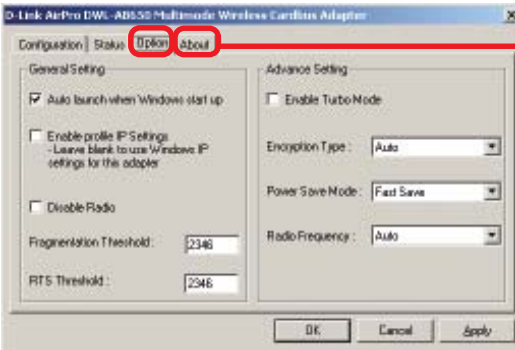 D-Link AirPro DWL-AB650 Multimode Wireless Cardbus Adapter
Configuration Status Option About
General Setting
Auto launch when Windows start up
Enable profile IP Settings
- Leave blank to use Windows IP
settings for this adapter
Disable Radio
Fragmentation Threshold : 2346
RTS Threshold : 2346
Advance Setting
Enable Turbo Mode
Encryption Type : Auto
Power Save Mode : Fast Save
Radio Frequency : Auto
OK Cancel Apply